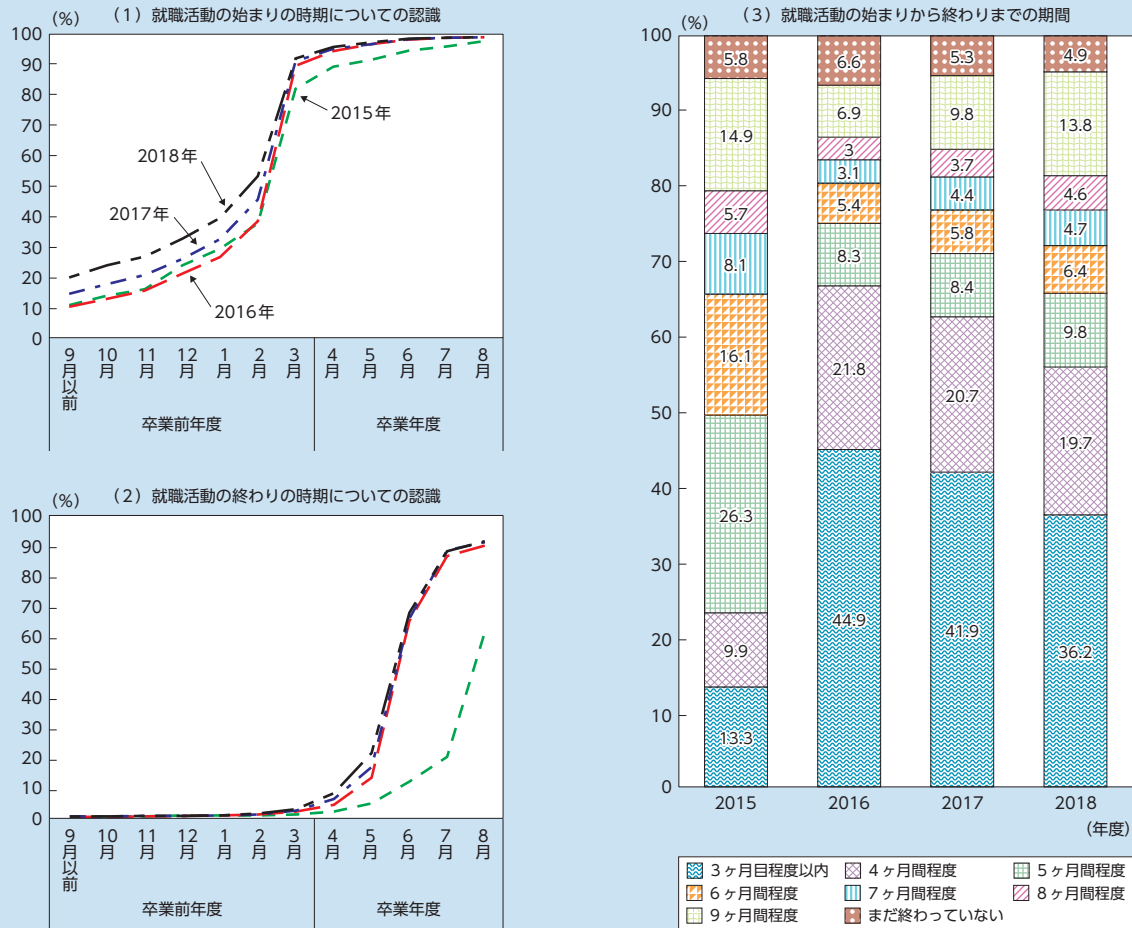 (1) 就職活動の始まりの時期についての認識
(%)
100
90
80
70
60
50
40
30
20
10
0
2015年
2018年
2017年
2016年
9月以前
10月
11月
12月
1月
2月
3月
4月
5月
6月
7月
8月
卒業前年度
卒業年度
(2) 就職活動の終わりの時期についての認識
(%)
100
90
80
70
60
50
40
30
20
10
0
9月以前
10月
11月
12月
1月
2月
3月
4月
5月
6月
7月
8月
卒業前年度
卒業年度
(3) 就職活動の始まりから終わりまでの期間
(%)
100
90
80
70
60
50
40
30
20
10
0
5.8
14.9
5.7
8.1
16.1
26.3
9.9
13.3
6.6
6.9
3
3.1
5.4
8.3
21.8
44.9
5.3
9.8
3.7
4.4
5.8
8.4
20.7
41.9
4.9
13.8
4.6
4.7
6.4
9.8
19.7
36.2
2015 2016 2017 2018
(年度)
3ヶ月目程度以内 4ヶ月間程度 5ヶ月間程度
6ヶ月間程度 7ヶ月間程度 8ヶ月間程度
9ヶ月間程度 まだ終わっていない